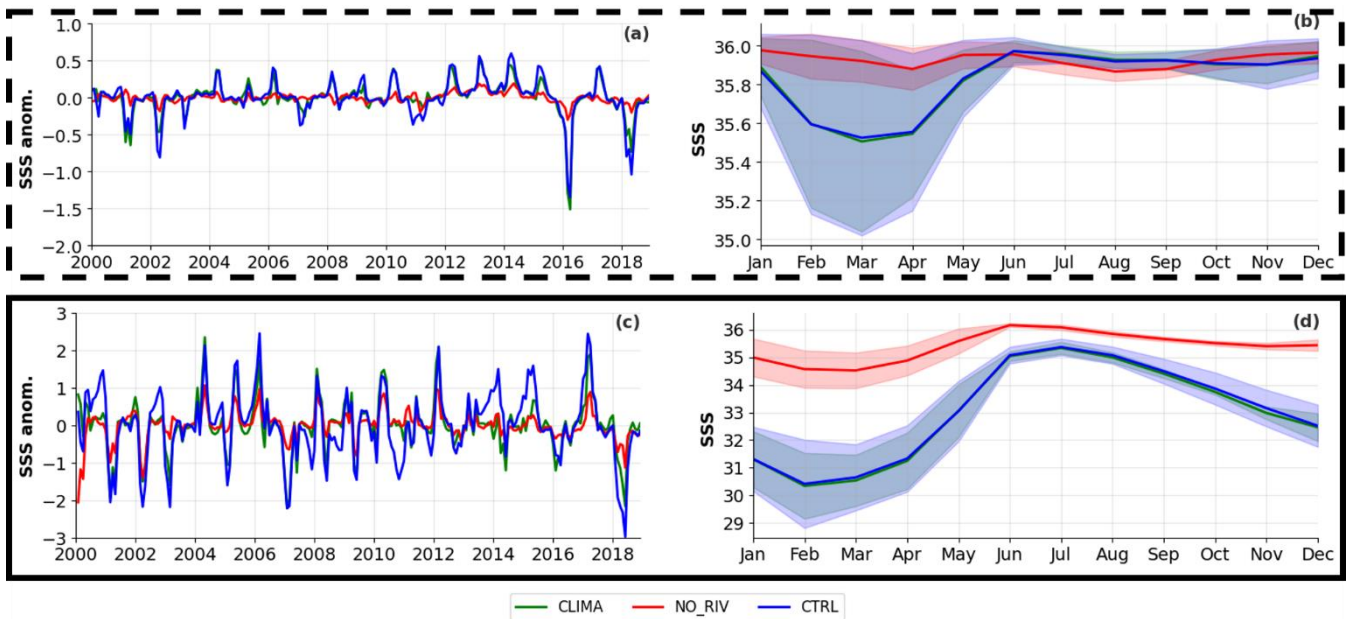 (a)
SSS anom.
1.0
0.5
0.0
−0.5
−1.0
−1.5
−2.0
2000 2002 2004 2006 2008 2010 2012 2014 2016 2018
(b)
SSS
36.0
35.8
35.6
35.4
35.2
35.0
Jan Feb Mar Apr May Jun Jul Aug Sep Oct Nov Dec
(c)
SSS anom.
3
2
1
0
−1
−2
−3
2000 2002 2004 2006 2008 2010 2012 2014 2016 2018
(d)
SSS
36
35
34
33
32
31
30
29
Jan Feb Mar Apr May Jun Jul Aug Sep Oct Nov Dec
CLIMA NO_RIV CTRL